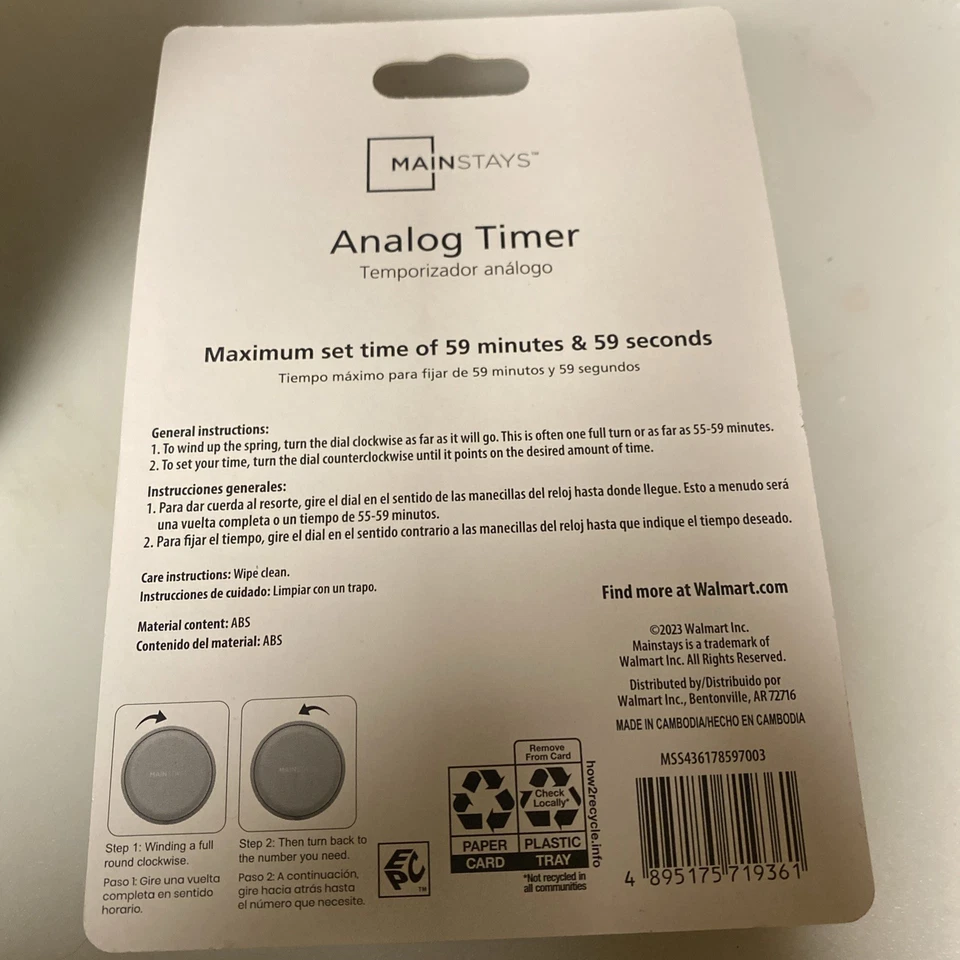 MAINSTAYS™
Analog Timer
Temporizador análogo
Maximum set time of 59 minutes & 59 seconds
Tiempo máximo para fijar de 59 minutos y 59 segundos
General instructions:
1. To wind up the spring, turn the dial clockwise as far as it will go. This is often one full turn or as far as 55-59 minutes.
2. To set your time, turn the dial counterclockwise until it points on the desired amount of time.
Instrucciones generales:
1. Para dar cuerda al resorte, gire el dial en el sentido de las manecillas del reloj hasta donde llegue. Esto a menudo será
una vuelta completa o un tiempo de 55-59 minutos.
2. Para fijar el tiempo, gire el dial en el sentido contrario a las manecillas del reloj hasta que indique el tiempo deseado.
Care instructions: Wipe clean.
Instrucciones de cuidado: Limpiar con un trapo.
Material content: ABS
Contenido del material: ABS
Find more at Walmart.com
©2023 Walmart Inc.
Mainstays is a trademark of
Walmart Inc. All Rights Reserved.
Distributed by/Distribuido por
Walmart Inc., Bentonville, AR 72716
MADE IN CAMBODIA/HECHO EN CAMBODIA
MSS436178597003
4 895175 719361
Step 1: Winding a full
round clockwise.
Paso 1: Gire una vuelta
completa en sentido
horario.
Step 2: Then turn back to
the number you need.
Paso 2: A continuación,
gire hacia atrás hasta
el número que necesite.
EPC™
PAPER
CARD
Remove
From Card
Check
Locally*
PLASTIC
TRAY
*Not recycled in
all communities
how2recycle.info